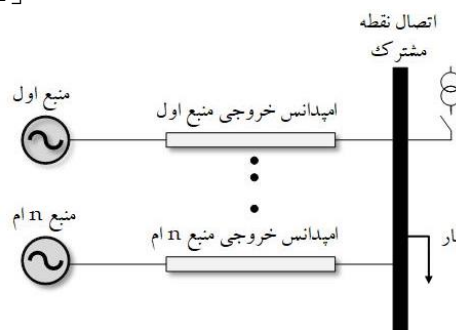 اتصال نقطه
مشترک
منبع اول
امپدانس خروجی منبع اول
منبع n ام
امپدانس خروجی منبع n ام